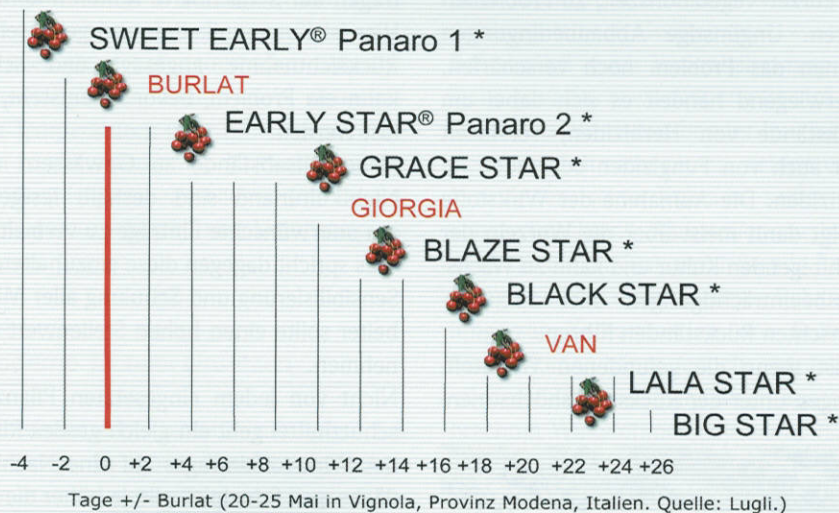 SWEET EARLY® Panaro 1 *
BURLAT
EARLY STAR® Panaro 2 *
GRACE STAR *
GIORGIA
BLAZE STAR *
BLACK STAR *
VAN
LALA STAR *
BIG STAR *
-4 -2 0 +2 +4 +6 +8 +10 +12 +14 +16 +18 +20 +22 +24 +26
Tage +/- Burlat (20-25 Mai in Vignola, Provinz Modena, Italien. Quelle: Lugli.)